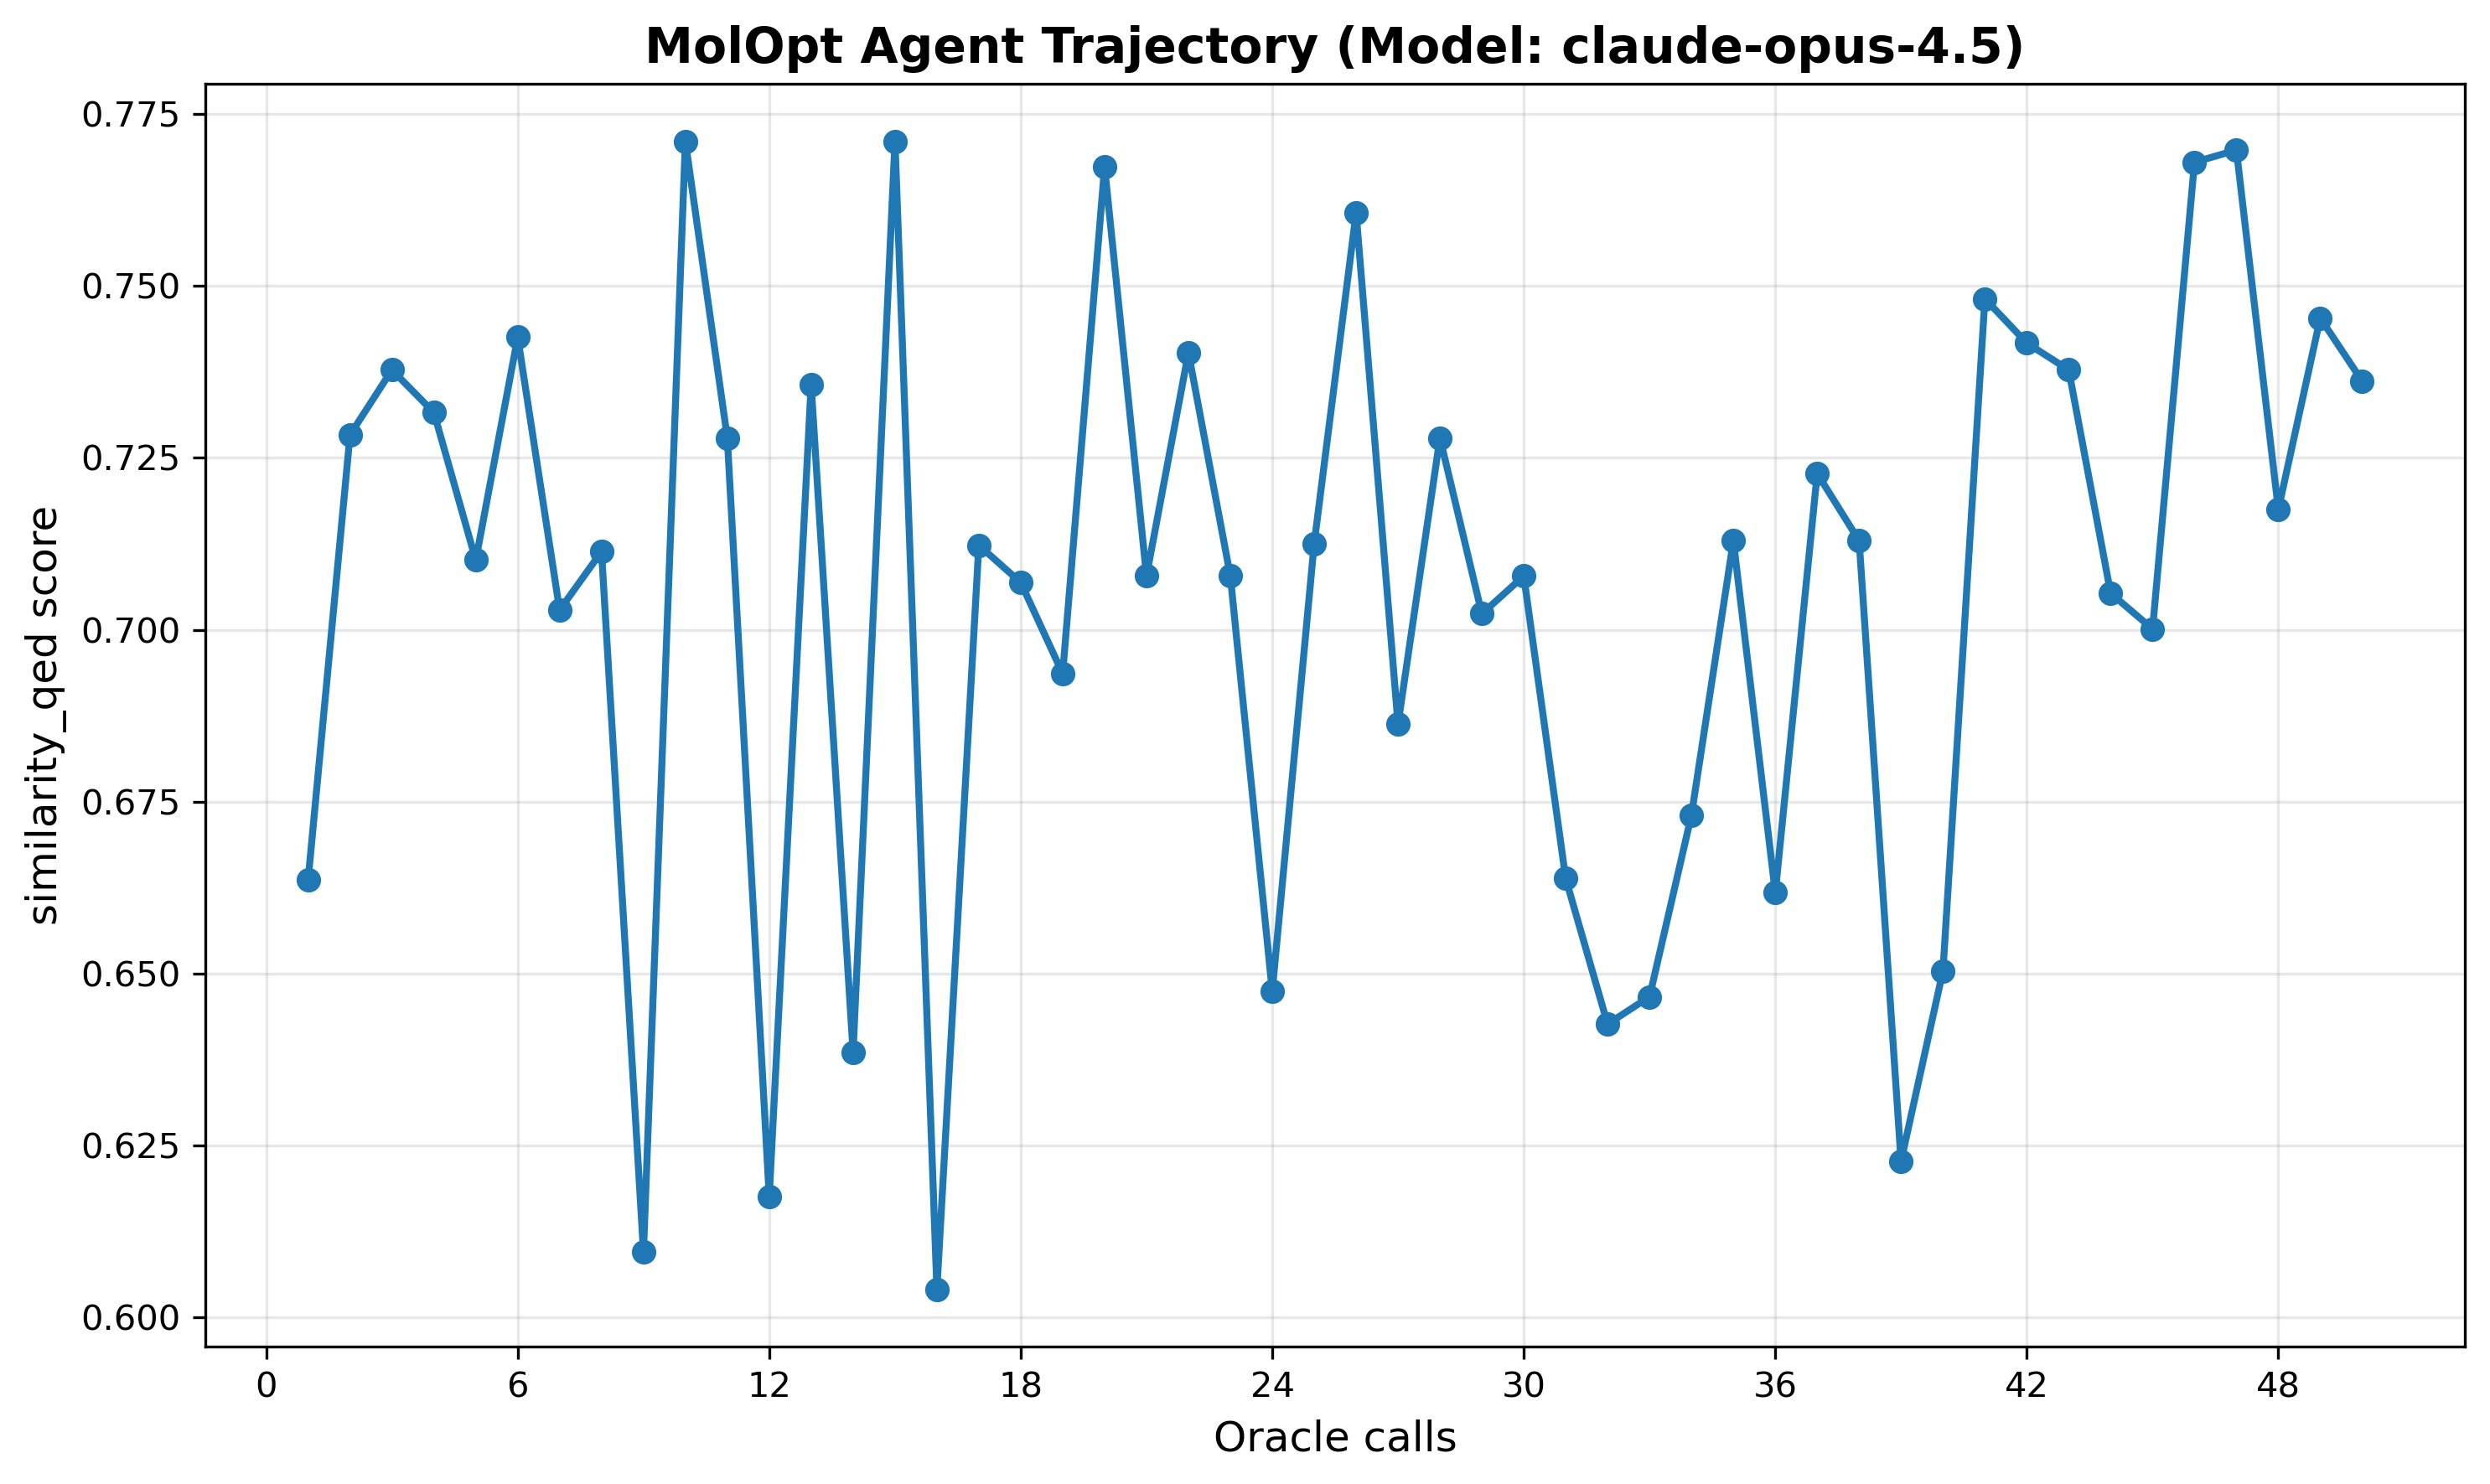 MolOpt Agent Trajectory (Model: claude-opus-4.5)
similarity_qed score
0.775
0.750
0.725
0.700
0.675
0.650
0.625
0.600
0 6 12 18 24 30 36 42 48
Oracle calls